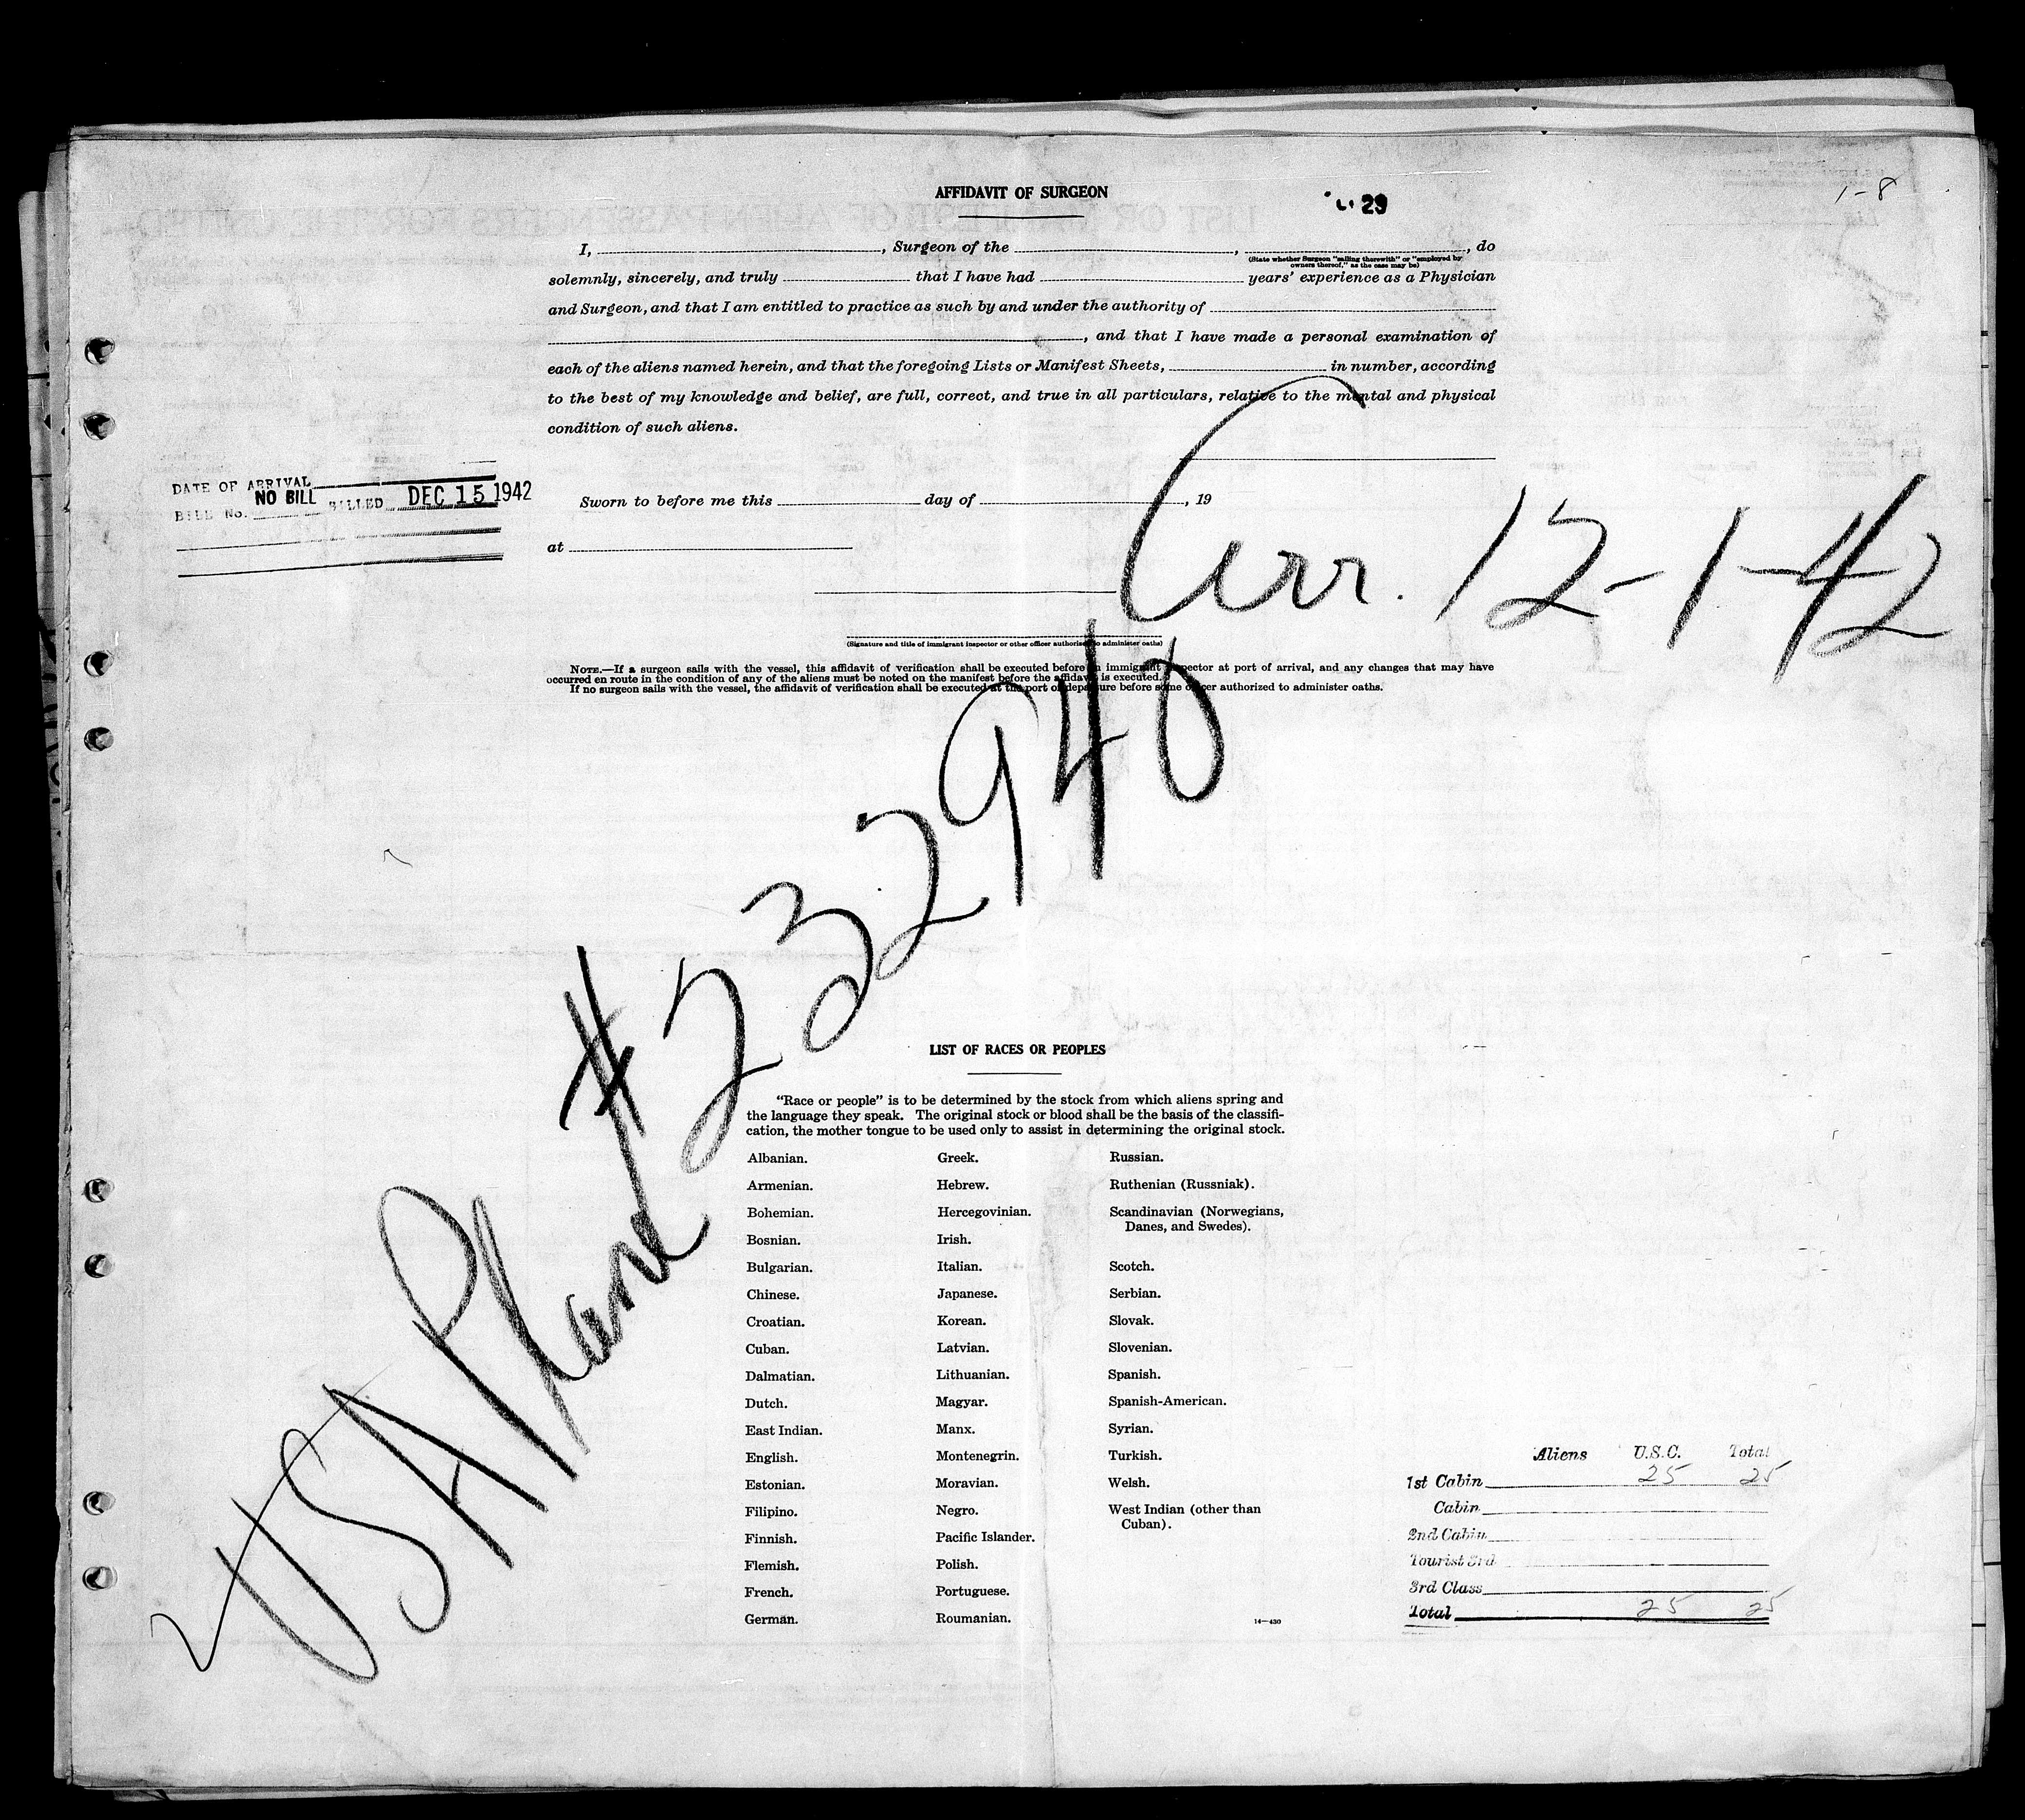 AFFIDAVIT OF SURGEON
29
1-8
I, , Surgeon of the , , do
(State whether Surgeon "sailing therewith" or "employed by
owners thereof," as the case may be)
solemnly, sincerely, and truly that I have had years' experience as a Physician
and Surgeon, and that I am entitled to practice as such by and under the authority of
, and that I have made a personal examination of
each of the aliens named herein, and that the foregoing Lists or Manifest Sheets, in number, according
to the best of my knowledge and belief, are full, correct, and true in all particulars, relative to the mental and physical
condition of such aliens.
DATE OF ARRIVAL
BILL NO. NO BILL BILLED DEC 15 1942
Sworn to before me this day of , 19
at
Arr. 12-1-42
(Signature and title of immigrant inspector or other officer authorized to administer oaths)
NOTE.—If a surgeon sails with the vessel, this affidavit of verification shall be executed before an immigrant inspector at port of arrival, and any changes that may have
occurred en route in the condition of any of the aliens must be noted on the manifest before the affidavit is executed.
If no surgeon sails with the vessel, the affidavit of verification shall be executed at the port of departure before some officer authorized to administer oaths.
USA Plane #232940
LIST OF RACES OR PEOPLES
"Race or people" is to be determined by the stock from which aliens spring and
the language they speak. The original stock or blood shall be the basis of the classifi-
cation, the mother tongue to be used only to assist in determining the original stock.
Albanian.
Armenian.
Bohemian.
Bosnian.
Bulgarian.
Chinese.
Croatian.
Cuban.
Dalmatian.
Dutch.
East Indian.
English.
Estonian.
Filipino.
Finnish.
Flemish.
French.
German.
Greek.
Hebrew.
Hercegovinian.
Irish.
Italian.
Japanese.
Korean.
Latvian.
Lithuanian.
Magyar.
Manx.
Montenegrin.
Moravian.
Negro.
Pacific Islander.
Polish.
Portuguese.
Roumanian.
Russian.
Ruthenian (Russniak).
Scandinavian (Norwegians,
Danes, and Swedes).
Scotch.
Serbian.
Slovak.
Slovenian.
Spanish.
Spanish-American.
Syrian.
Turkish.
Welsh.
West Indian (other than
Cuban).
14—430
Aliens U.S.C. Total
1st Cabin 25 25
Cabin
2nd Cabin
Tourist 3rd
3rd Class
Total 25 25